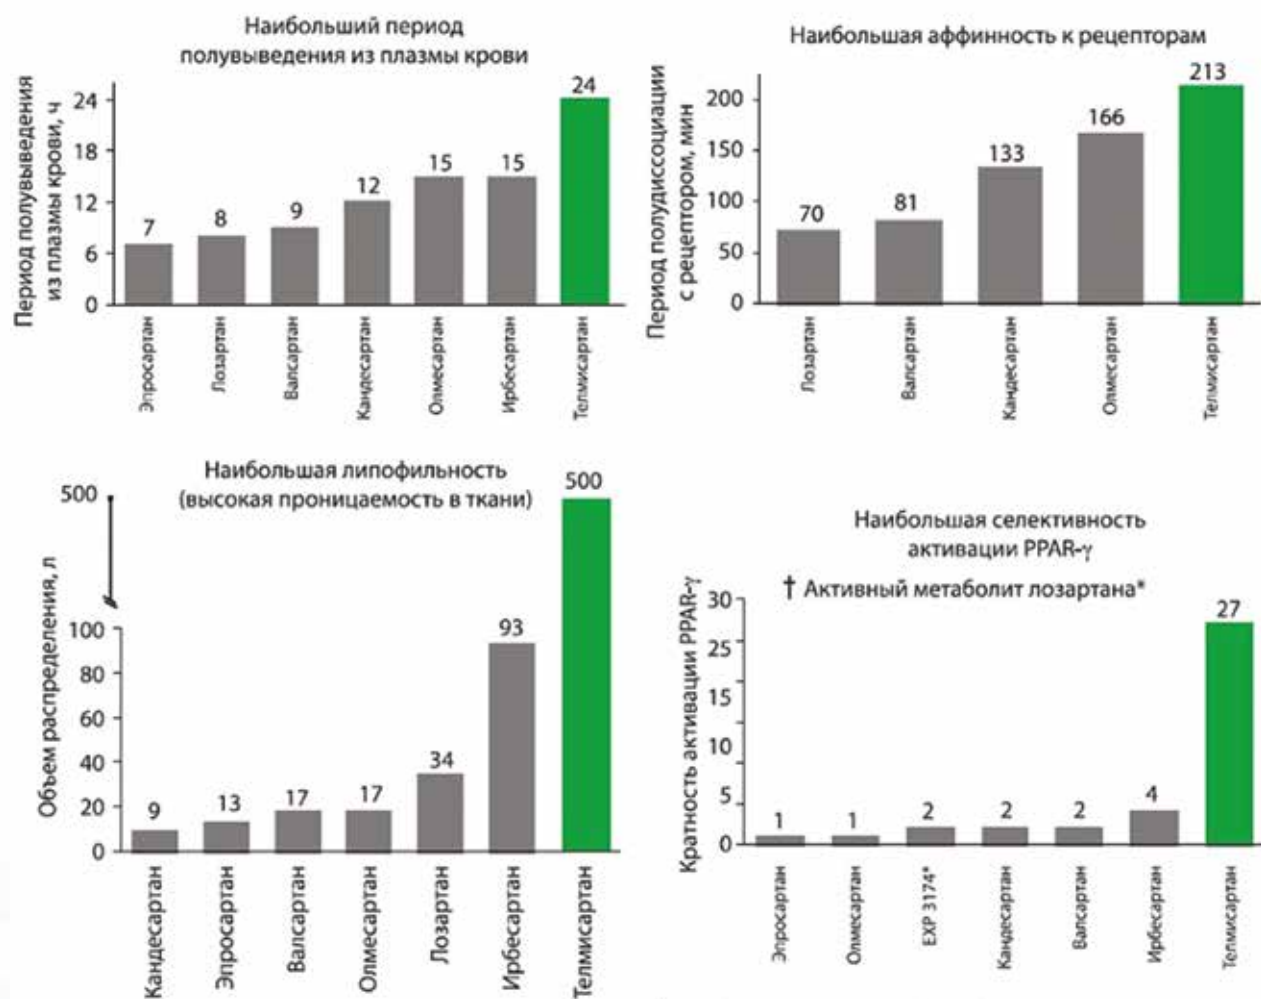 Наибольший период
полувыведения из плазмы крови
Период полувыведения
из плазмы крови, ч
24
18
12
6
0
7
8
9
12
15
15
24
Эпросартан
Лозартан
Валсартан
Кандесартан
Олмесартан
Ирбесартан
Телмисартан
Наибольшая аффинность к рецепторам
Период полудиссоциации
с рецептором, мин
200
150
100
50
0
70
81
133
166
213
Лозартан
Валсартан
Кандесартан
Олмесартан
Телмисартан
Наибольшая липофильность
(высокая проницаемость в ткани)
Объем распределения, л
500
100
80
60
40
20
0
9
13
17
17
34
93
500
Кандесартан
Эпросартан
Валсартан
Олмесартан
Лозартан
Ирбесартан
Телмисартан
Наибольшая селективность
активации PPAR-γ
† Активный метаболит лозартана*
Кратность активации PPAR-γ
30
25
15
10
5
0
1
1
2
2
2
4
27
Эпросартан
Олмесартан
EXP 3174*
Кандесартан
Валсартан
Ирбесартан
Телмисартан